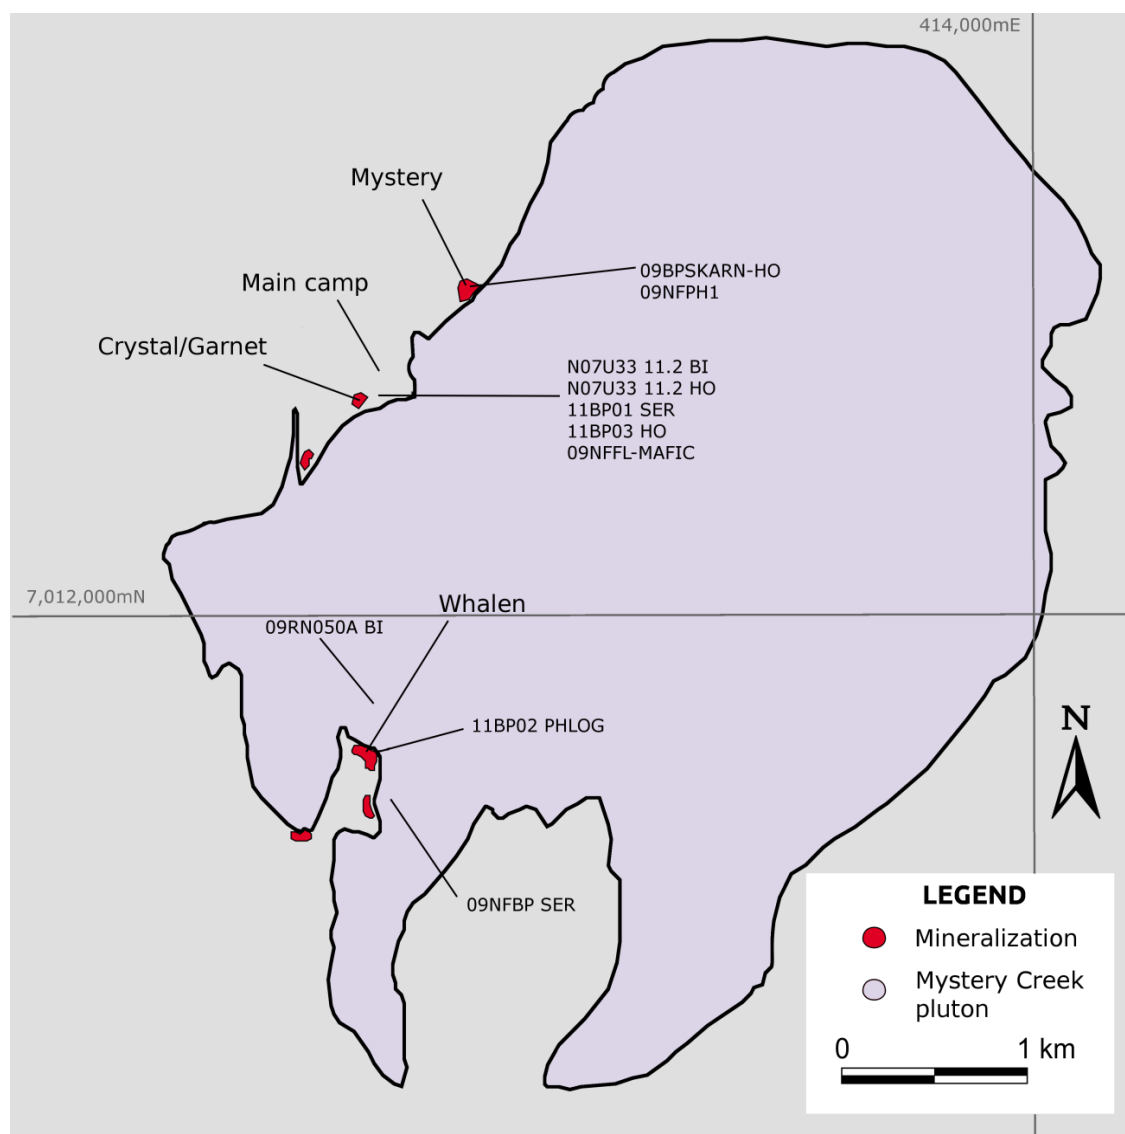 414,000mE
Mystery
09BPSKARN-HO
09NFPH1
Main camp
Crystal/Garnet
N07U33 11.2 BI
N07U33 11.2 HO
11BP01 SER
11BP03 HO
09NFFL-MAFIC
7,012,000mN
Whalen
09RN050A BI
11BP02 PHLOG
N
09NFBP SER
LEGEND
Mineralization
Mystery Creek
pluton
0 1 km